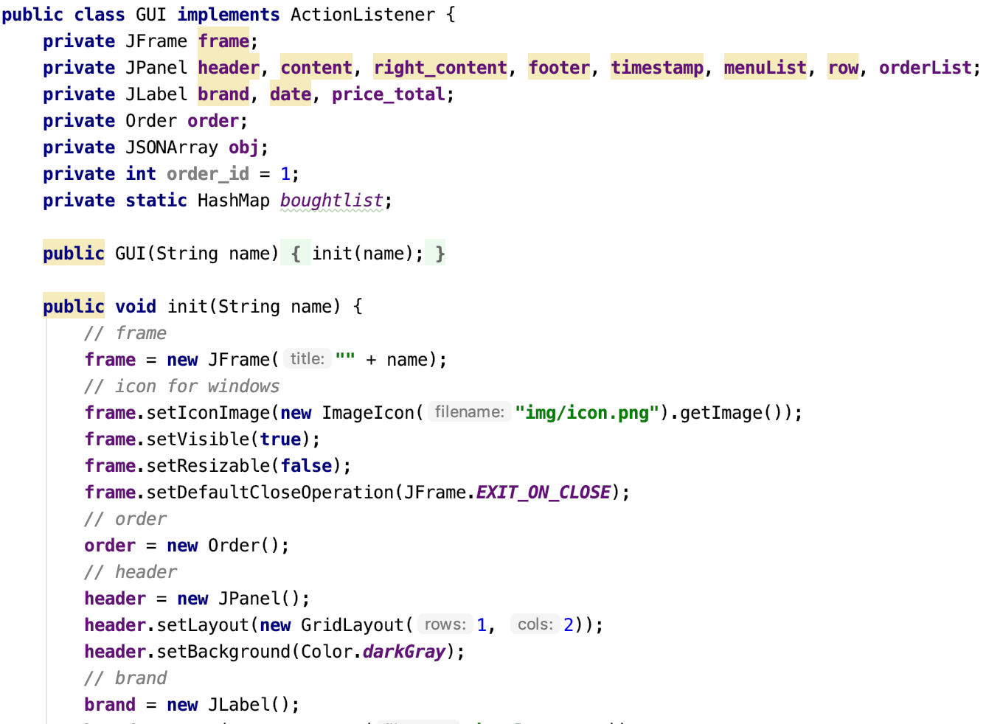 public class GUI implements ActionListener {
private JFrame frame;
private JPanel header, content, right_content, footer, timestamp, menuList, row, orderList;
private JLabel brand, date, price_total;
private Order order;
private JSONArray obj;
private int order_id = 1;
private static HashMap boughtlist;
public GUI(String name) { init(name); }
public void init(String name) {
// frame
frame = new JFrame( title: "" + name);
// icon for windows
frame.setIconImage(new ImageIcon( filename: "img/icon.png").getImage());
frame.setVisible(true);
frame.setResizable(false);
frame.setDefaultCloseOperation(JFrame.EXIT_ON_CLOSE);
// order
order = new Order();
// header
header = new JPanel();
header.setLayout(new GridLayout( rows: 1, cols: 2));
header.setBackground(Color.darkGray);
// brand
brand = new JLabel();